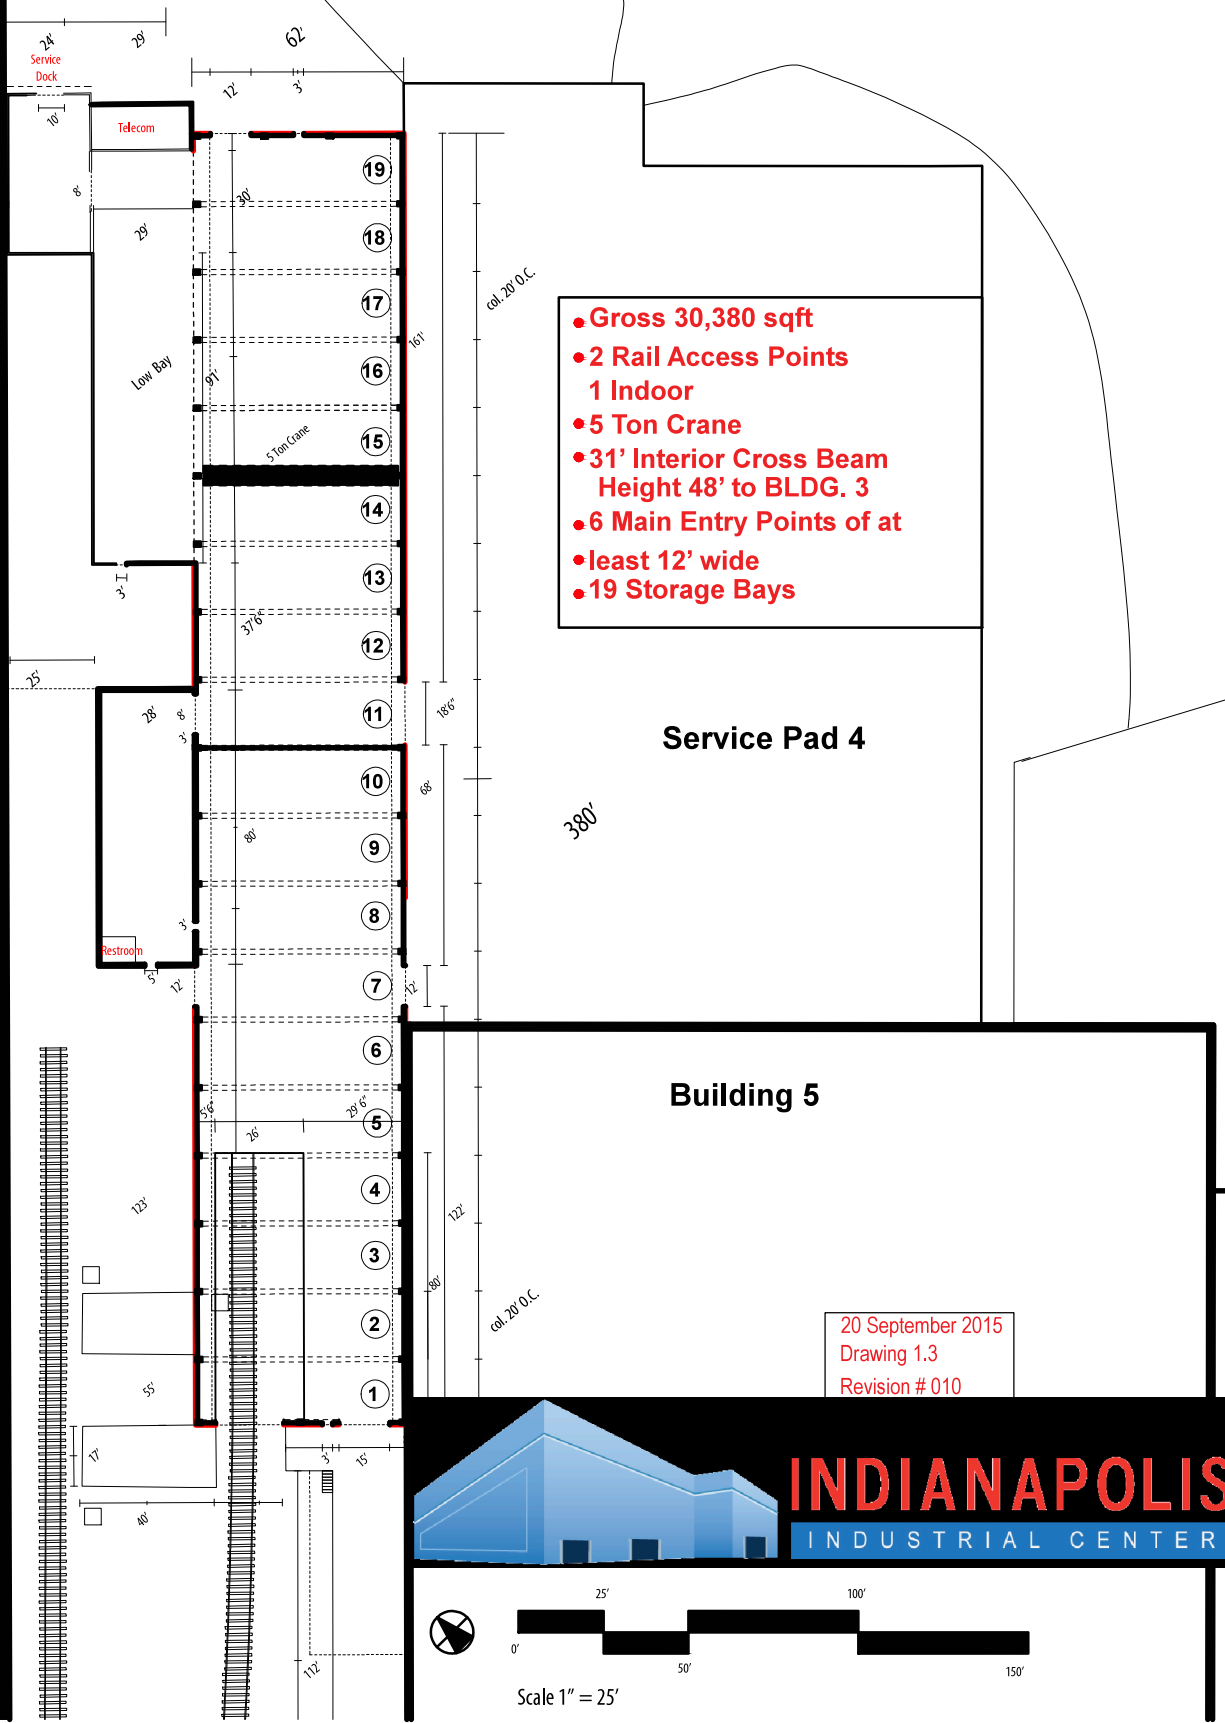 24'
29'
62'
Service
Dock
12'
3'
10'
Telecom
19
8'
30'
29'
18
col. 20' O.C.
17
• Gross 30,380 sqft
161'
• 2 Rail Access Points
Low Bay
91'
16
1 Indoor
• 5 Ton Crane
5 Ton Crane
15
• 31' Interior Cross Beam
Height 48' to BLDG. 3
14
• 6 Main Entry Points of at
• least 12' wide
13
• 19 Storage Bays
3'
37'6"
12
25'
28'
8'
11
18'6"
3'
Service Pad 4
10
68'
80'
9
380'
3'
8
Restroom
5'
12'
7
12'
6
5'6"
29' 6"
Building 5
26'
5
123'
4
122'
3
80'
2
col. 20' O.C.
20 September 2015
Drawing 1.3
55'
1
Revision # 010
17'
3'
15'
INDIANAPOLIS
40'
INDUSTRIAL CENTER
25'
100'
0'
112'
50'
150'
Scale 1" = 25'